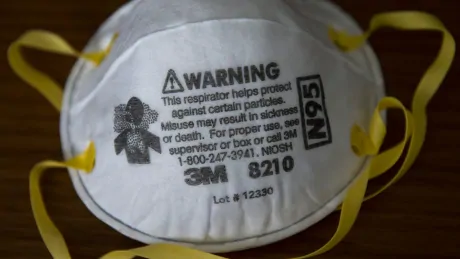 ⚠WARNING
This respirator helps protect
against certain particles.
Misuse may result in sickness
or death. For proper use, see
supervisor or box or call 3M
1-800-247-3941. NIOSH
N95
3M 8210
Lot # 12330